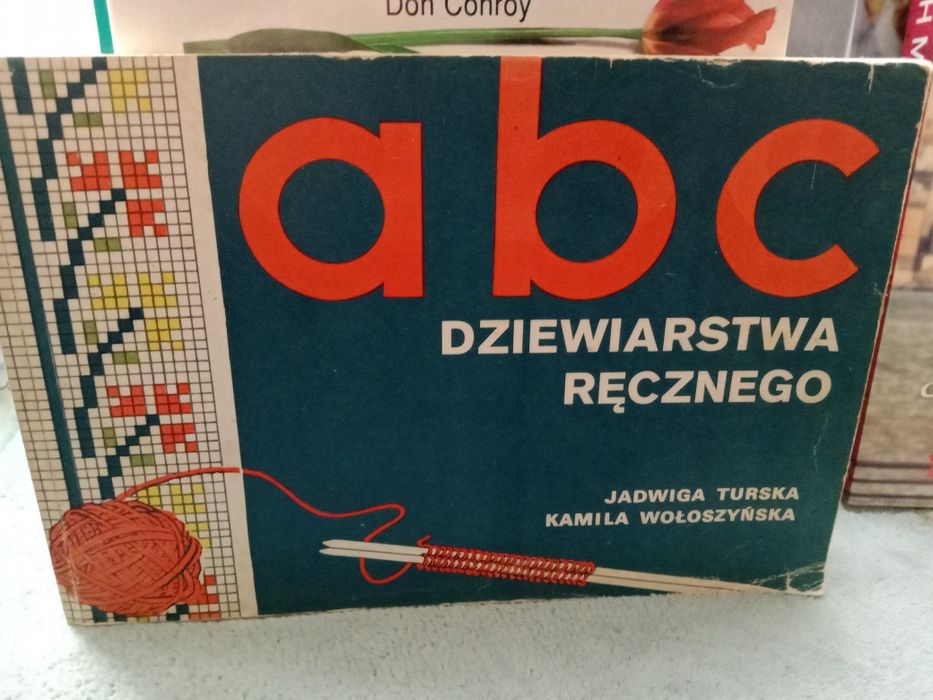 Don Conroy
abc
DZIEWIARSTWA
RĘCZNEGO
JADWIGA TURSKA
KAMILA WOŁOSZYŃSKA
H M